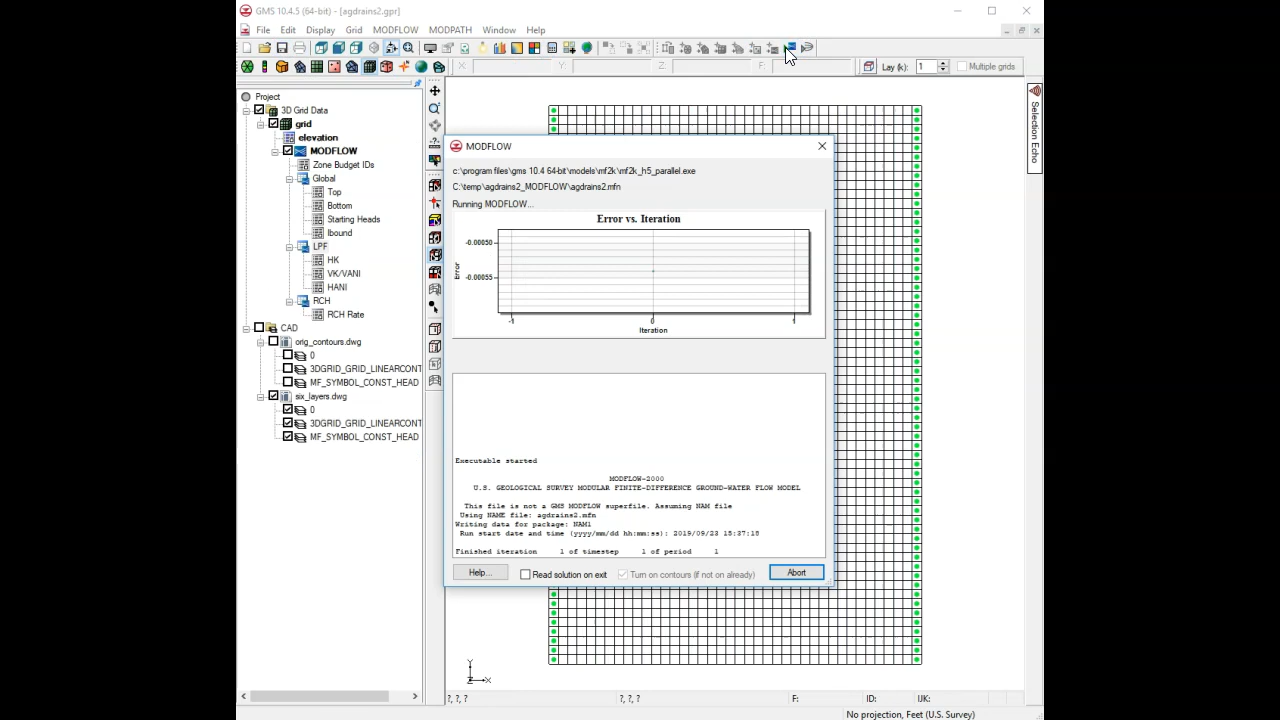 GMS 10.4.5 (64-bit) - [agdrains2.gpr]
File Edit Display Grid MODFLOW MODPATH Window Help
X: Y: Z: F: Lay (k): 1 Multiple grids
Project
3D Grid Data
grid
elevation
MODFLOW
Zone Budget IDs
Global
Top
Bottom
Starting Heads
Ibound
LPF
HK
VK/VANI
HANI
RCH
RCH Rate
CAD
orig_contours.dwg
0
3DGRID_GRID_LINEARCONT
MF_SYMBOL_CONST_HEAD
six_layers.dwg
0
3DGRID_GRID_LINEARCONT
MF_SYMBOL_CONST_HEAD
Selection Echo
MODFLOW
c:\program files\gms 10.4 64-bit\models\mf2k\mf2k_h5_parallel.exe
C:\temp\agdrains2_MODFLOW\agdrains2.mfn
Running MODFLOW...
Error vs. Iteration
-0.00050
-0.00055
Error
-1 0 1
Iteration
Executable started
MODFLOW-2000
U.S. GEOLOGICAL SURVEY MODULAR FINITE-DIFFERENCE GROUND-WATER FLOW MODEL
This file is not a GMS MODFLOW superfile. Assuming NAM file
Using NAME file: agdrains2.mfn
Writing data for package: NAM1
Run start date and time (yyyy/mm/dd hh:mm:ss): 2019/09/23 15:37:18
Finished iteration 1 of timestep 1 of period 1
Help... Read solution on exit Turn on contours (if not on already) Abort
Y
Z X
?, ?, ? ?, ?, ? F: ID: IJK:
No projection, Feet (U.S. Survey)